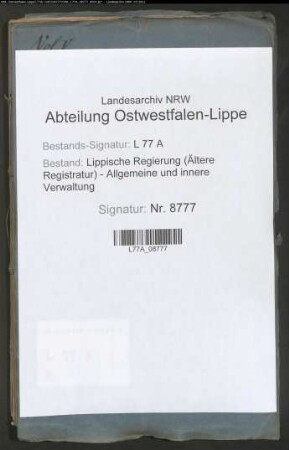 Landesarchiv NRW
Abteilung Ostwestfalen-Lippe
Bestands-Signatur: L 77 A
Bestand: Lippische Regierung (Ältere
Registratur) - Allgemeine und innere
Verwaltung
Signatur: Nr. 8777
L77A_08777